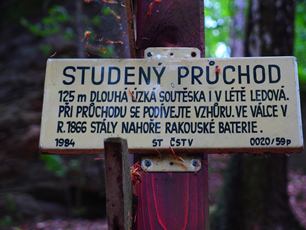 STUDENÝ PRŮCHOD
125 m DLOUHÁ ÚZKÁ SOUTĚSKA I V LÉTĚ LEDOVÁ.
PŘI PRŮCHODU SE PODÍVEJTE VZHŮRU. VE VÁLCE V
R. 1866 STÁLY NAHOŘE RAKOUSKÉ BATERIE.
1984 ST ČSTV 0020/59p